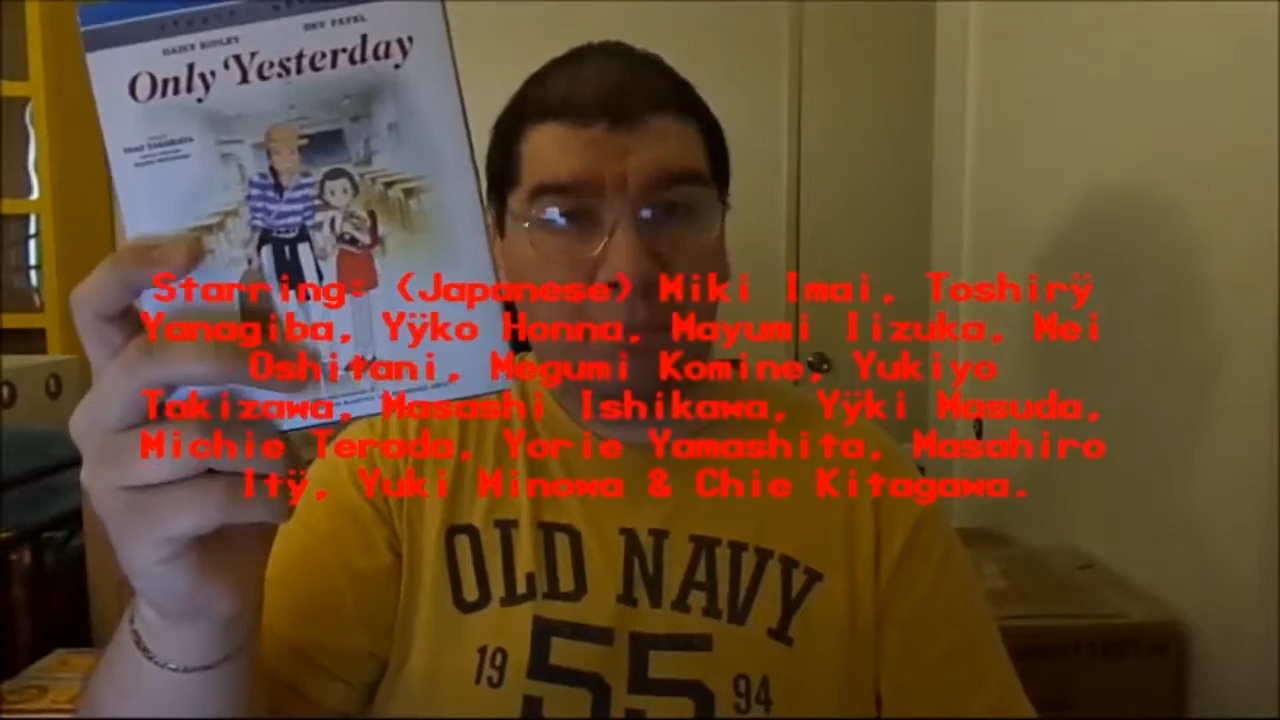 DAISY RIDLEY DEV PATEL
Only Yesterday
Starring: (Japanese) Miki Imai, Toshirÿ
Yanagiba, Yÿko Honna, Mayumi Iizuka, Mei
Oshitani, Megumi Komine, Yukiyo
Takizawa, Masashi Ishikawa, Yÿki Masuda,
Michie Terada, Yorie Yamashita, Masahiro
Itÿ, Yuki Minowa & Chie Kitagawa.
OLD NAVY
19 55 94